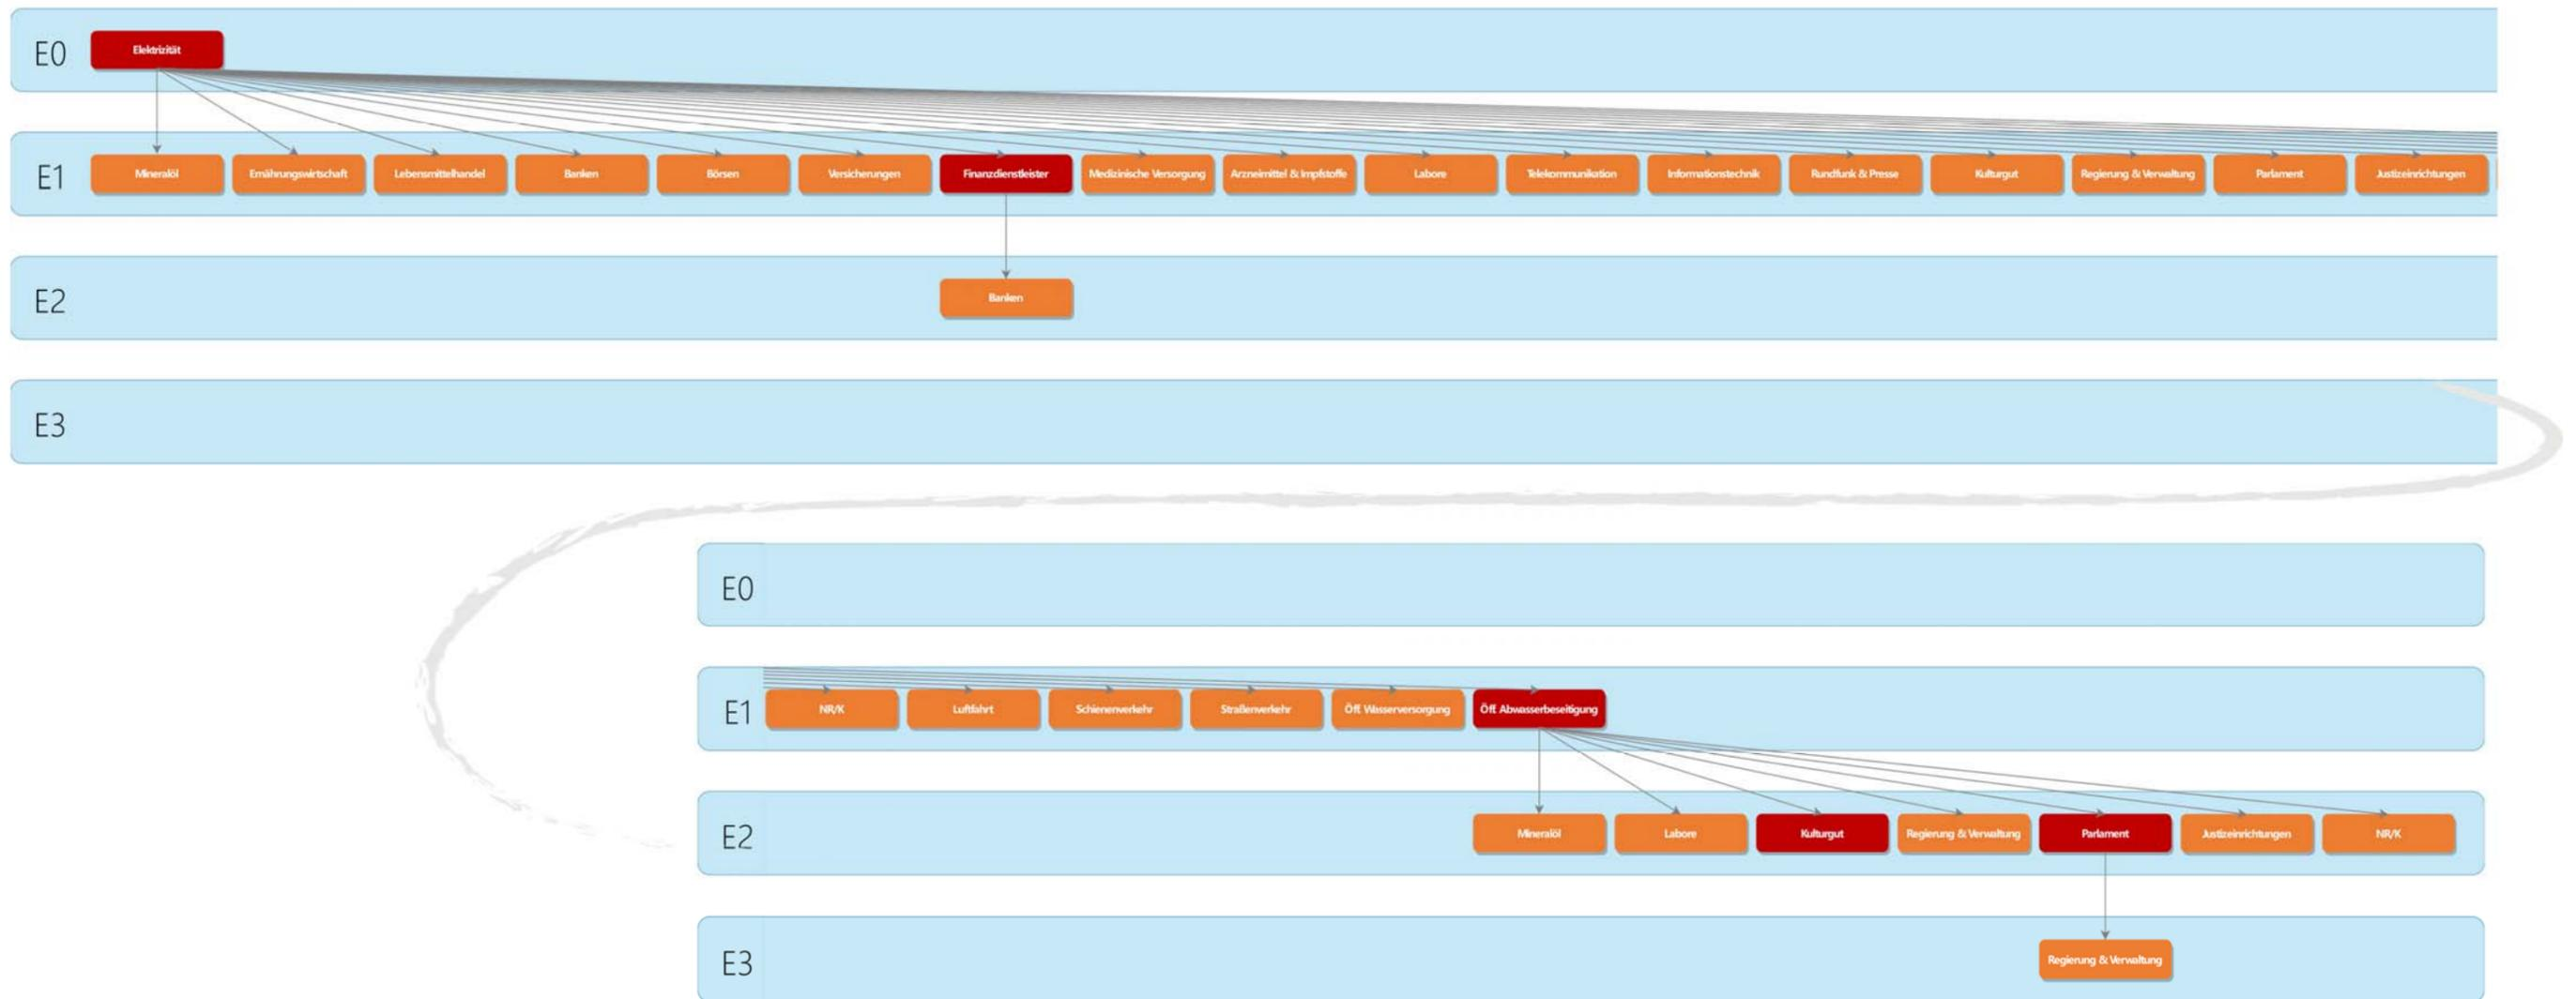 E0
Elektrizität
E1
Mineralöl
Ernährungswirtschaft
Lebensmittelhandel
Banken
Börsen
Versicherungen
Finanzdienstleister
Medizinische Versorgung
Arzneimittel & Impfstoffe
Labore
Telekommunikation
Informationstechnik
Rundfunk & Presse
Kulturgut
Regierung & Verwaltung
Parlament
Justizeinrichtungen
E2
Banken
E3
E0
E1
NR/K
Luftfahrt
Schienenverkehr
Straßenverkehr
Öff. Wasserversorgung
Öff. Abwasserbeseitigung
E2
Mineralöl
Labore
Kulturgut
Regierung & Verwaltung
Parlament
Justizeinrichtungen
NR/K
E3
Regierung & Verwaltung